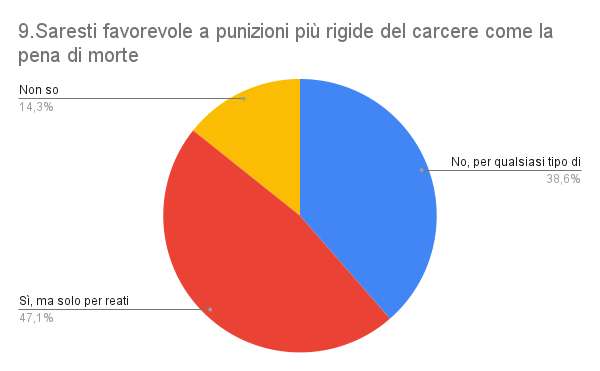 9.Saresti favorevole a punizioni più rigide del carcere come la
pena di morte
Non so
14,3%
No, per qualsiasi tipo di
38,6%
Sì, ma solo per reati
47,1%